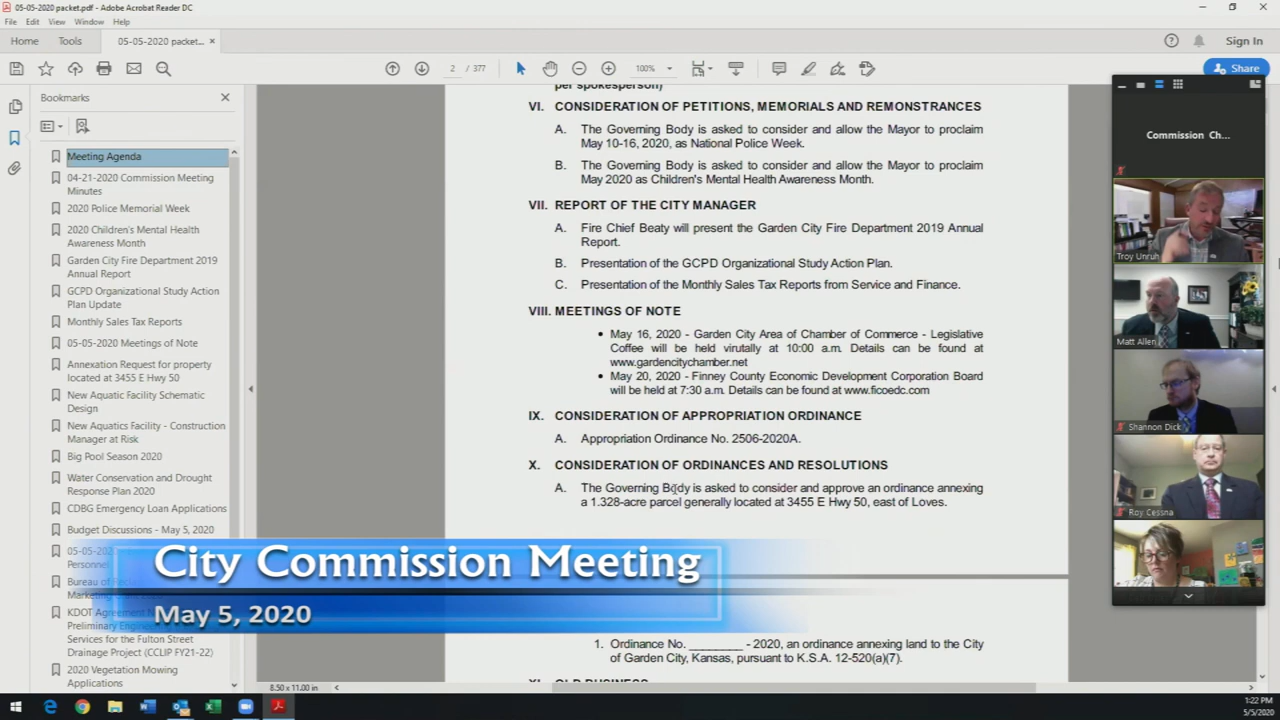 05-05-2020 packet.pdf - Adobe Acrobat Reader DC
File Edit View Window Help
Home Tools 05-05-2020 packet... × Sign In
2 / 377 100% Share
Bookmarks
Meeting Agenda
04-21-2020 Commission Meeting
Minutes
2020 Police Memorial Week
2020 Children's Mental Health
Awareness Month
Garden City Fire Department 2019
Annual Report
GCPD Organizational Study Action
Plan Update
Monthly Sales Tax Reports
05-05-2020 Meetings of Note
Annexation Request for property
located at 3455 E Hwy 50
New Aquatic Facility Schematic
Design
New Aquatics Facility - Construction
Manager at Risk
Big Pool Season 2020
Water Conservation and Drought
Response Plan 2020
CDBG Emergency Loan Applications
Budget Discussions - May 5, 2020
05-05-202
Personnel
Bureau of
Marketing
KDOT Agreement
Preliminary Engine
Services for the Fulton Street
Drainage Project (CCLIP FY21-22)
2020 Vegetation Mowing
Applications
per spokesperson)
VI. CONSIDERATION OF PETITIONS, MEMORIALS AND REMONSTRANCES
A. The Governing Body is asked to consider and allow the Mayor to proclaim
May 10-16, 2020, as National Police Week.
B. The Governing Body is asked to consider and allow the Mayor to proclaim
May 2020 as Children's Mental Health Awareness Month.
VII. REPORT OF THE CITY MANAGER
A. Fire Chief Beaty will present the Garden City Fire Department 2019 Annual
Report.
B. Presentation of the GCPD Organizational Study Action Plan.
C. Presentation of the Monthly Sales Tax Reports from Service and Finance.
VIII. MEETINGS OF NOTE
• May 16, 2020 - Garden City Area of Chamber of Commerce - Legislative
Coffee will be held virutally at 10:00 a.m. Details can be found at
www.gardencitychamber.net
• May 20, 2020 - Finney County Economic Development Corporation Board
will be held at 7:30 a.m. Details can be found at www.ficoedc.com
IX. CONSIDERATION OF APPROPRIATION ORDINANCE
A. Appropriation Ordinance No. 2506-2020A.
X. CONSIDERATION OF ORDINANCES AND RESOLUTIONS
A. The Governing Body is asked to consider and approve an ordinance annexing
a 1.328-acre parcel generally located at 3455 E Hwy 50, east of Loves.
1. Ordinance No. ________ - 2020, an ordinance annexing land to the City
of Garden City, Kansas, pursuant to K.S.A. 12-520(a)(7).
XI. OLD BUSINESS
8.50 x 11.00 in
Commission Ch...
Troy Unruh
Matt Allen
Shannon Dick
Roy Cessna
City Commission Meeting
May 5, 2020
1:22 PM
5/5/2020